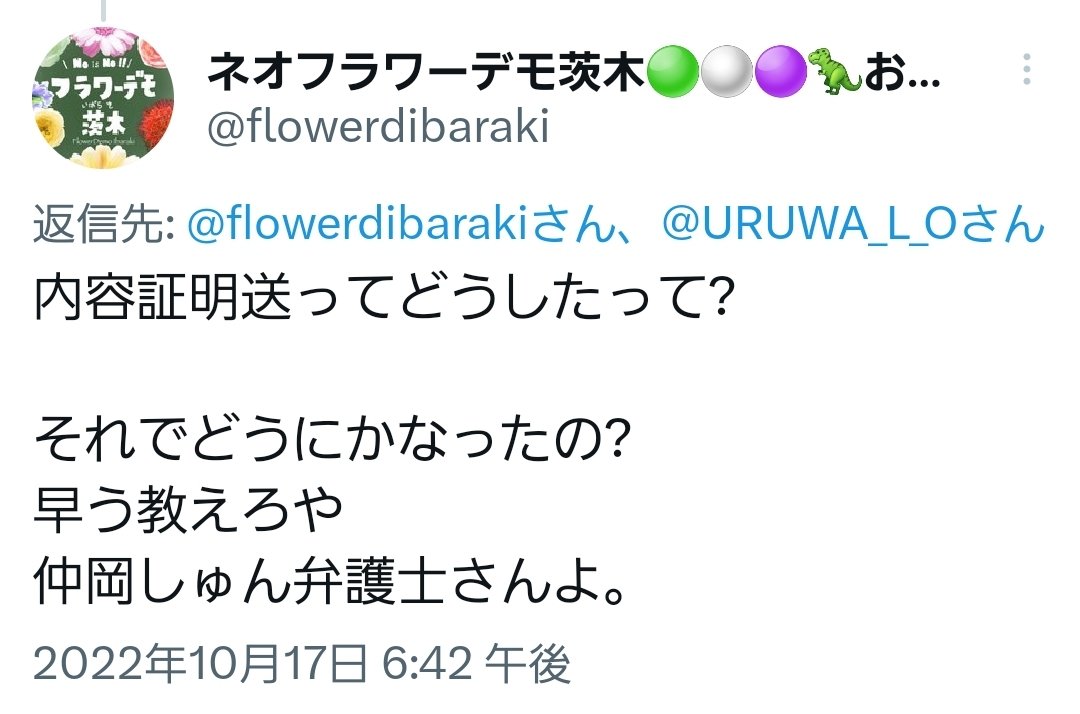 Me is Me !!
フラワーデモ
いばらき
茨木
FlowerDemo Ibaraki
ネオフラワーデモ茨木🟢⚪🟣🦖お...
@flowerdibaraki
返信先: @flowerdibarakiさん、@URUWA_L_Oさん
内容証明送ってどうしたって?
それでどうにかなったの?
早う教えろや
仲岡しゅん弁護士さんよ。
2022年10月17日 6:42 午後